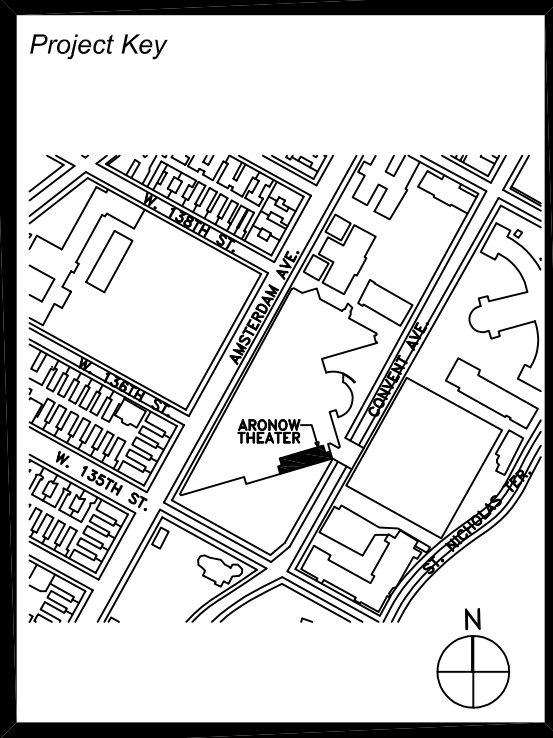 Project Key
W. 138TH ST.
AMSTERDAM AVE.
CONVENT AVE.
W. 136TH ST.
ARONOW
THEATER
W. 135TH ST.
ST. NICHOLAS TER.
N